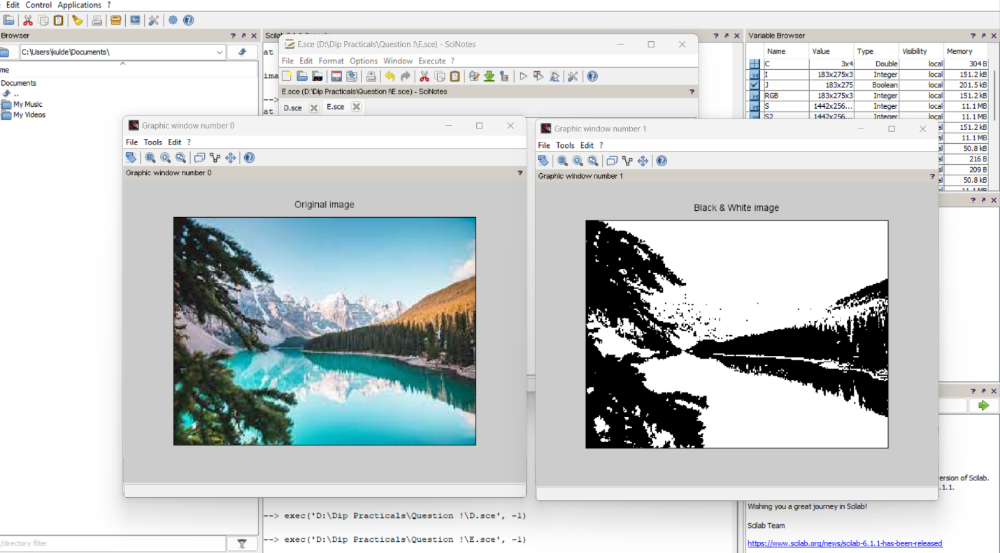 Edit Control Applications ?
Browser ? ↗ X
C:\Users\kulde\Documents\
me
Documents
..
My Music
My Videos
/directory filter
Scilab 6.1.1 Console
? ↗ X
at
ima
-->
at
E.sce (D:\Dip Practicals\Question !\E.sce) - SciNotes
File Edit Format Options Window Execute ?
E.sce (D:\Dip Practicals\Question !\E.sce) - SciNotes ?
D.sce E.sce
Graphic window number 0
File Tools Edit ?
Graphic window number 0 ?
Original image
Graphic window number 1
File Tools Edit ?
Graphic window number 1 ?
Black & White image
--> exec('D:\Dip Practicals\Question !\D.sce', -1)
--> exec('D:\Dip Practicals\Question !\E.sce', -1)
Variable Browser ? ↗ X
Name Value Type Visibility Memory
C 3x4 Double local 304 B
I 183x275x3 Integer local 151.2 kB
J 183x275 Boolean local 201.5 kB
RGB 183x275x3 Integer local 151.2 kB
S 1442x256... Integer local 11.1 MB
S2 1442x256... Integer local 11.1 MB
al 151.2 kB
al 11.1 MB
al 50.8 kB
al 216 B
al 209 B
al 50.8 kB
al 11.1 MB
? ↗ X
? ↗ X
ersion of Scilab.
.1.1.
Wishing you a great journey in Scilab!
Scilab Team
https://www.scilab.org/news/scilab-6.1.1-has-been-released